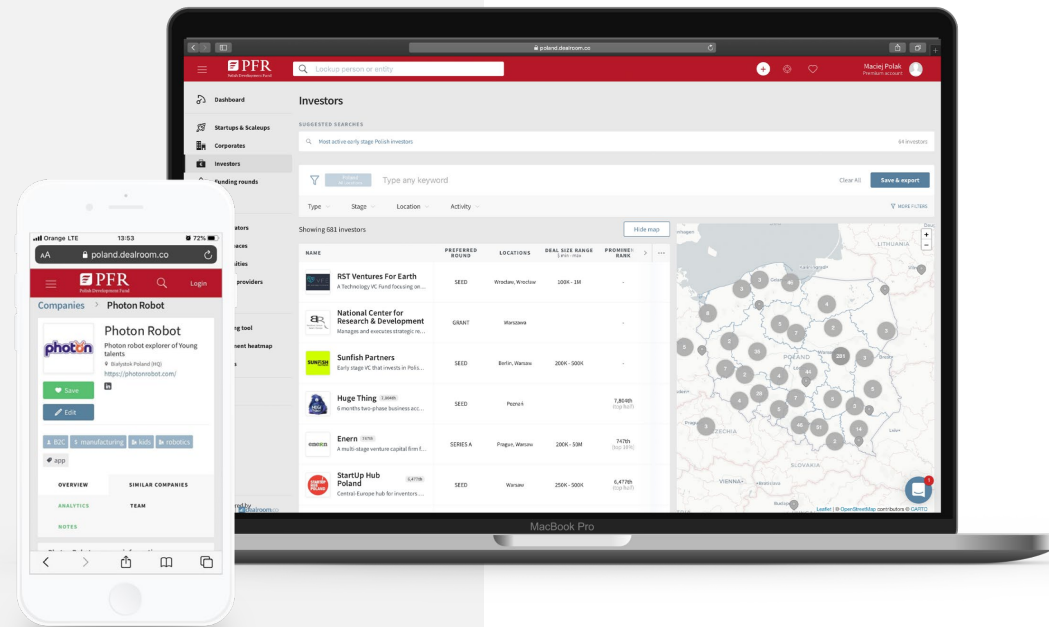 poland.dealroom.co
PFR
Polish Development Fund
Lookup person or entity
Maciej Polak
Premium account
Dashboard
Startups & Scaleups
Corporates
Investors
Funding rounds
Investors
SUGGESTED SEARCHES
Most active early stage Polish investors
64 investors
Type any keyword
Clear All
Save & export
Type
Stage
Location
Activity
MORE FILTERS
Showing 681 investors
Hide map
NAME
PREFERRED ROUND
LOCATIONS
DEAL SIZE RANGE
RANK
RST Ventures For Earth
A Technology VC Fund focusing on...
SEED
Wrocław, Wrocław
100K - 1M
-
National Center for
Research & Development
Manages and executes strategic re...
GRANT
Warszawa
-
SUNFISH
Sunfish Partners
Early stage VC that invests in Polis...
SEED
Berlin, Warsaw
200K - 500K
-
Huge Thing
6 months two-phase business acc...
SEED
Poznań
7,804th
Enern
A multi-stage venture capital firm f...
SERIES A
Prague, Warsaw
200K - 50M
747th
StartUp Hub
Poland
6,477th
Central Europe hub for inventors ...
SEED
Warsaw
250K - 500K
6,477th
LITHUANIA
POLAND
CZECHIA
SLOVAKIA
VIENNA
Leaflet | © OpenStreetMap contributors © CARTO
MacBook Pro
Orange LTE
13:53
72%
AA
poland.dealroom.co
PFR
Polish Development Fund
Login
Companies > Photon Robot
photon
Photon Robot
Photon robot explorer of Young
talents
Białystok Poland (HQ)
https://photonrobot.com/
in
Save
Edit
B2C
manufacturing
kids
robotics
app
OVERVIEW
SIMILAR COMPANIES
ANALYTICS
TEAM
NOTES